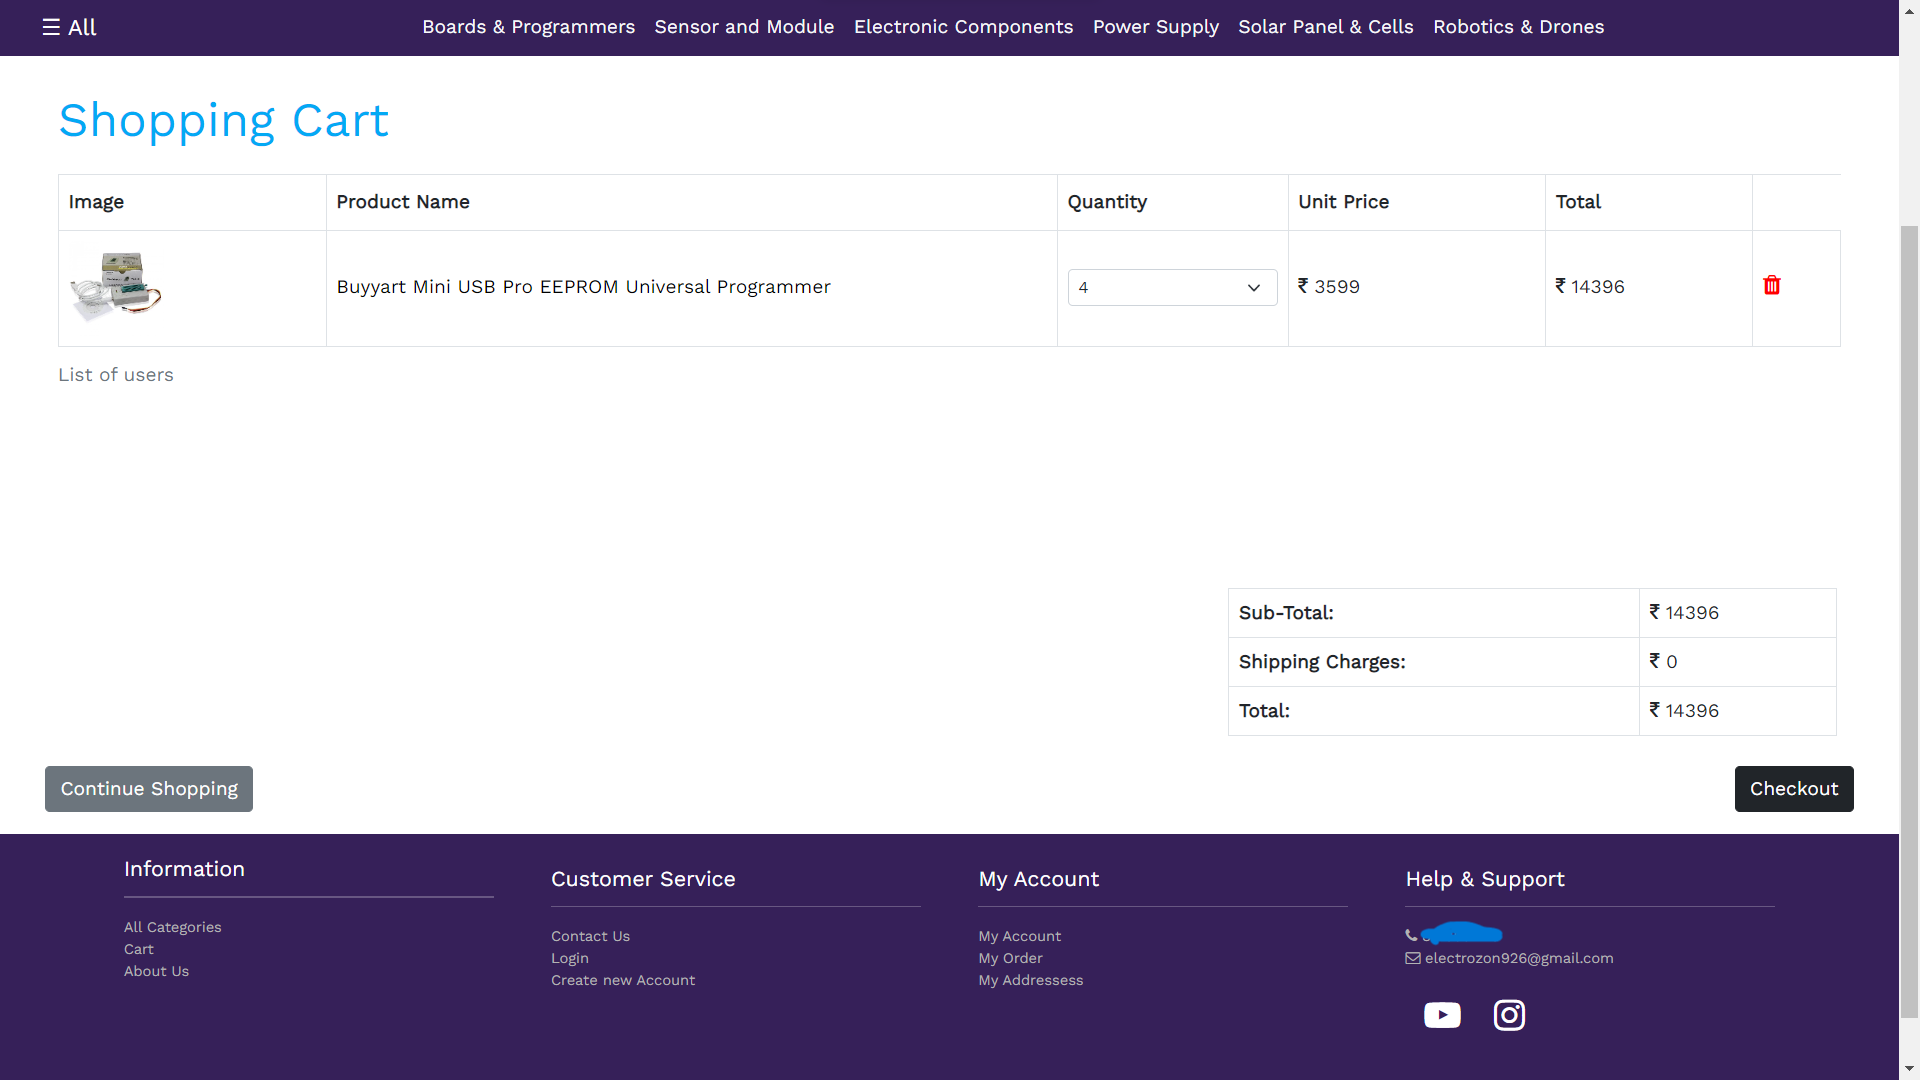 ☰ All
Boards & Programmers Sensor and Module Electronic Components Power Supply Solar Panel & Cells Robotics & Drones
Shopping Cart
Image Product Name Quantity Unit Price Total
Buyyart Mini USB Pro EEPROM Universal Programmer 4 ₹ 3599 ₹ 14396
List of users
Sub-Total: ₹ 14396
Shipping Charges: ₹ 0
Total: ₹ 14396
Continue Shopping
Checkout
Information
All Categories
Cart
About Us
Customer Service
Contact Us
Login
Create new Account
My Account
My Account
My Order
My Addressess
Help & Support
electrozon926@gmail.com